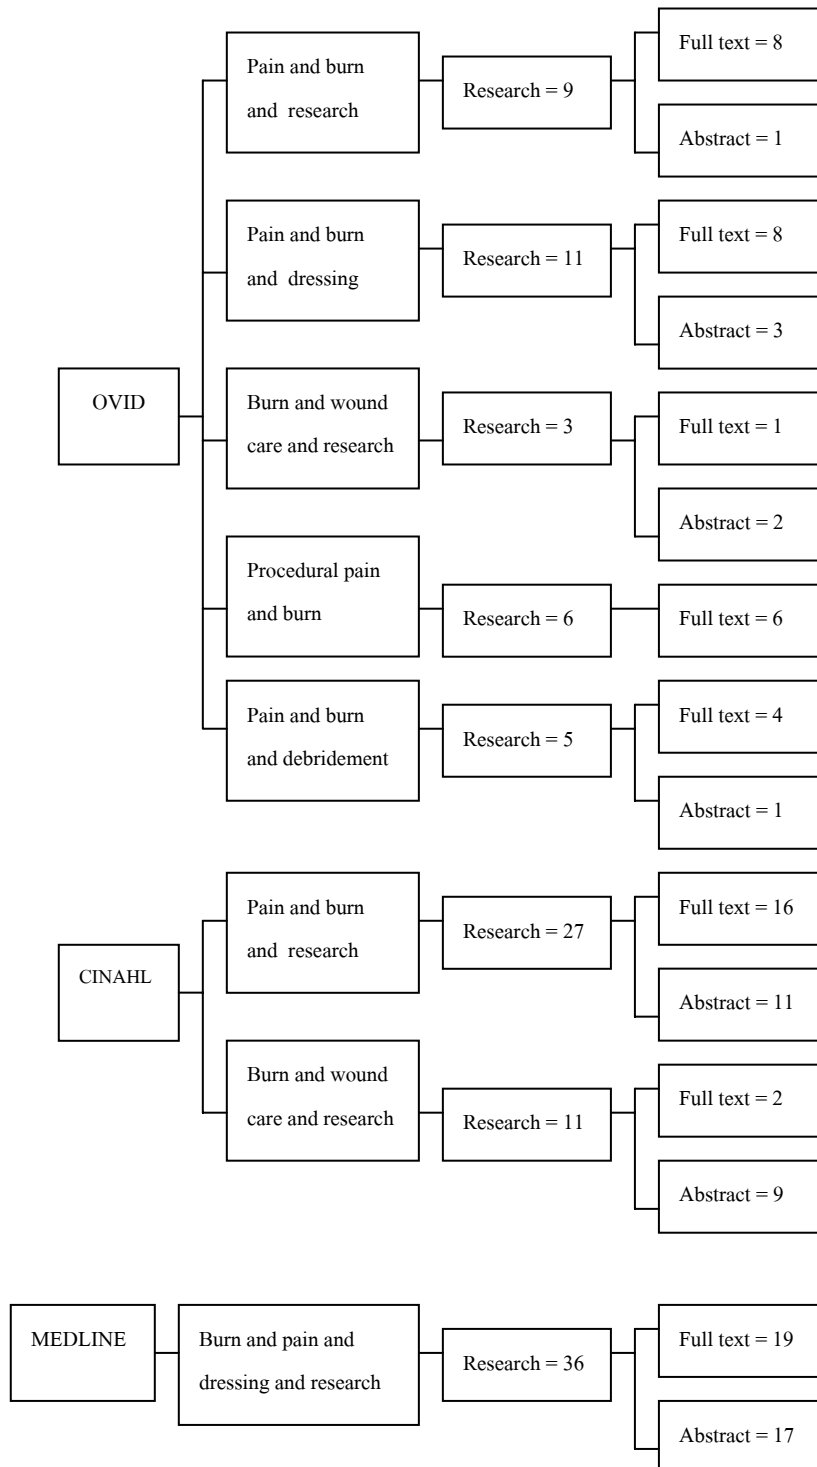 Pain and burn
and research
Research = 9
Full text = 8
Abstract = 1
Pain and burn
and dressing
Research = 11
Full text = 8
Abstract = 3
OVID
Burn and wound
care and research
Research = 3
Full text = 1
Abstract = 2
Procedural pain
and burn
Research = 6
Full text = 6
Pain and burn
and debridement
Research = 5
Full text = 4
Abstract = 1
CINAHL
Pain and burn
and research
Research = 27
Full text = 16
Abstract = 11
Burn and wound
care and research
Research = 11
Full text = 2
Abstract = 9
MEDLINE
Burn and pain and
dressing and research
Research = 36
Full text = 19
Abstract = 17